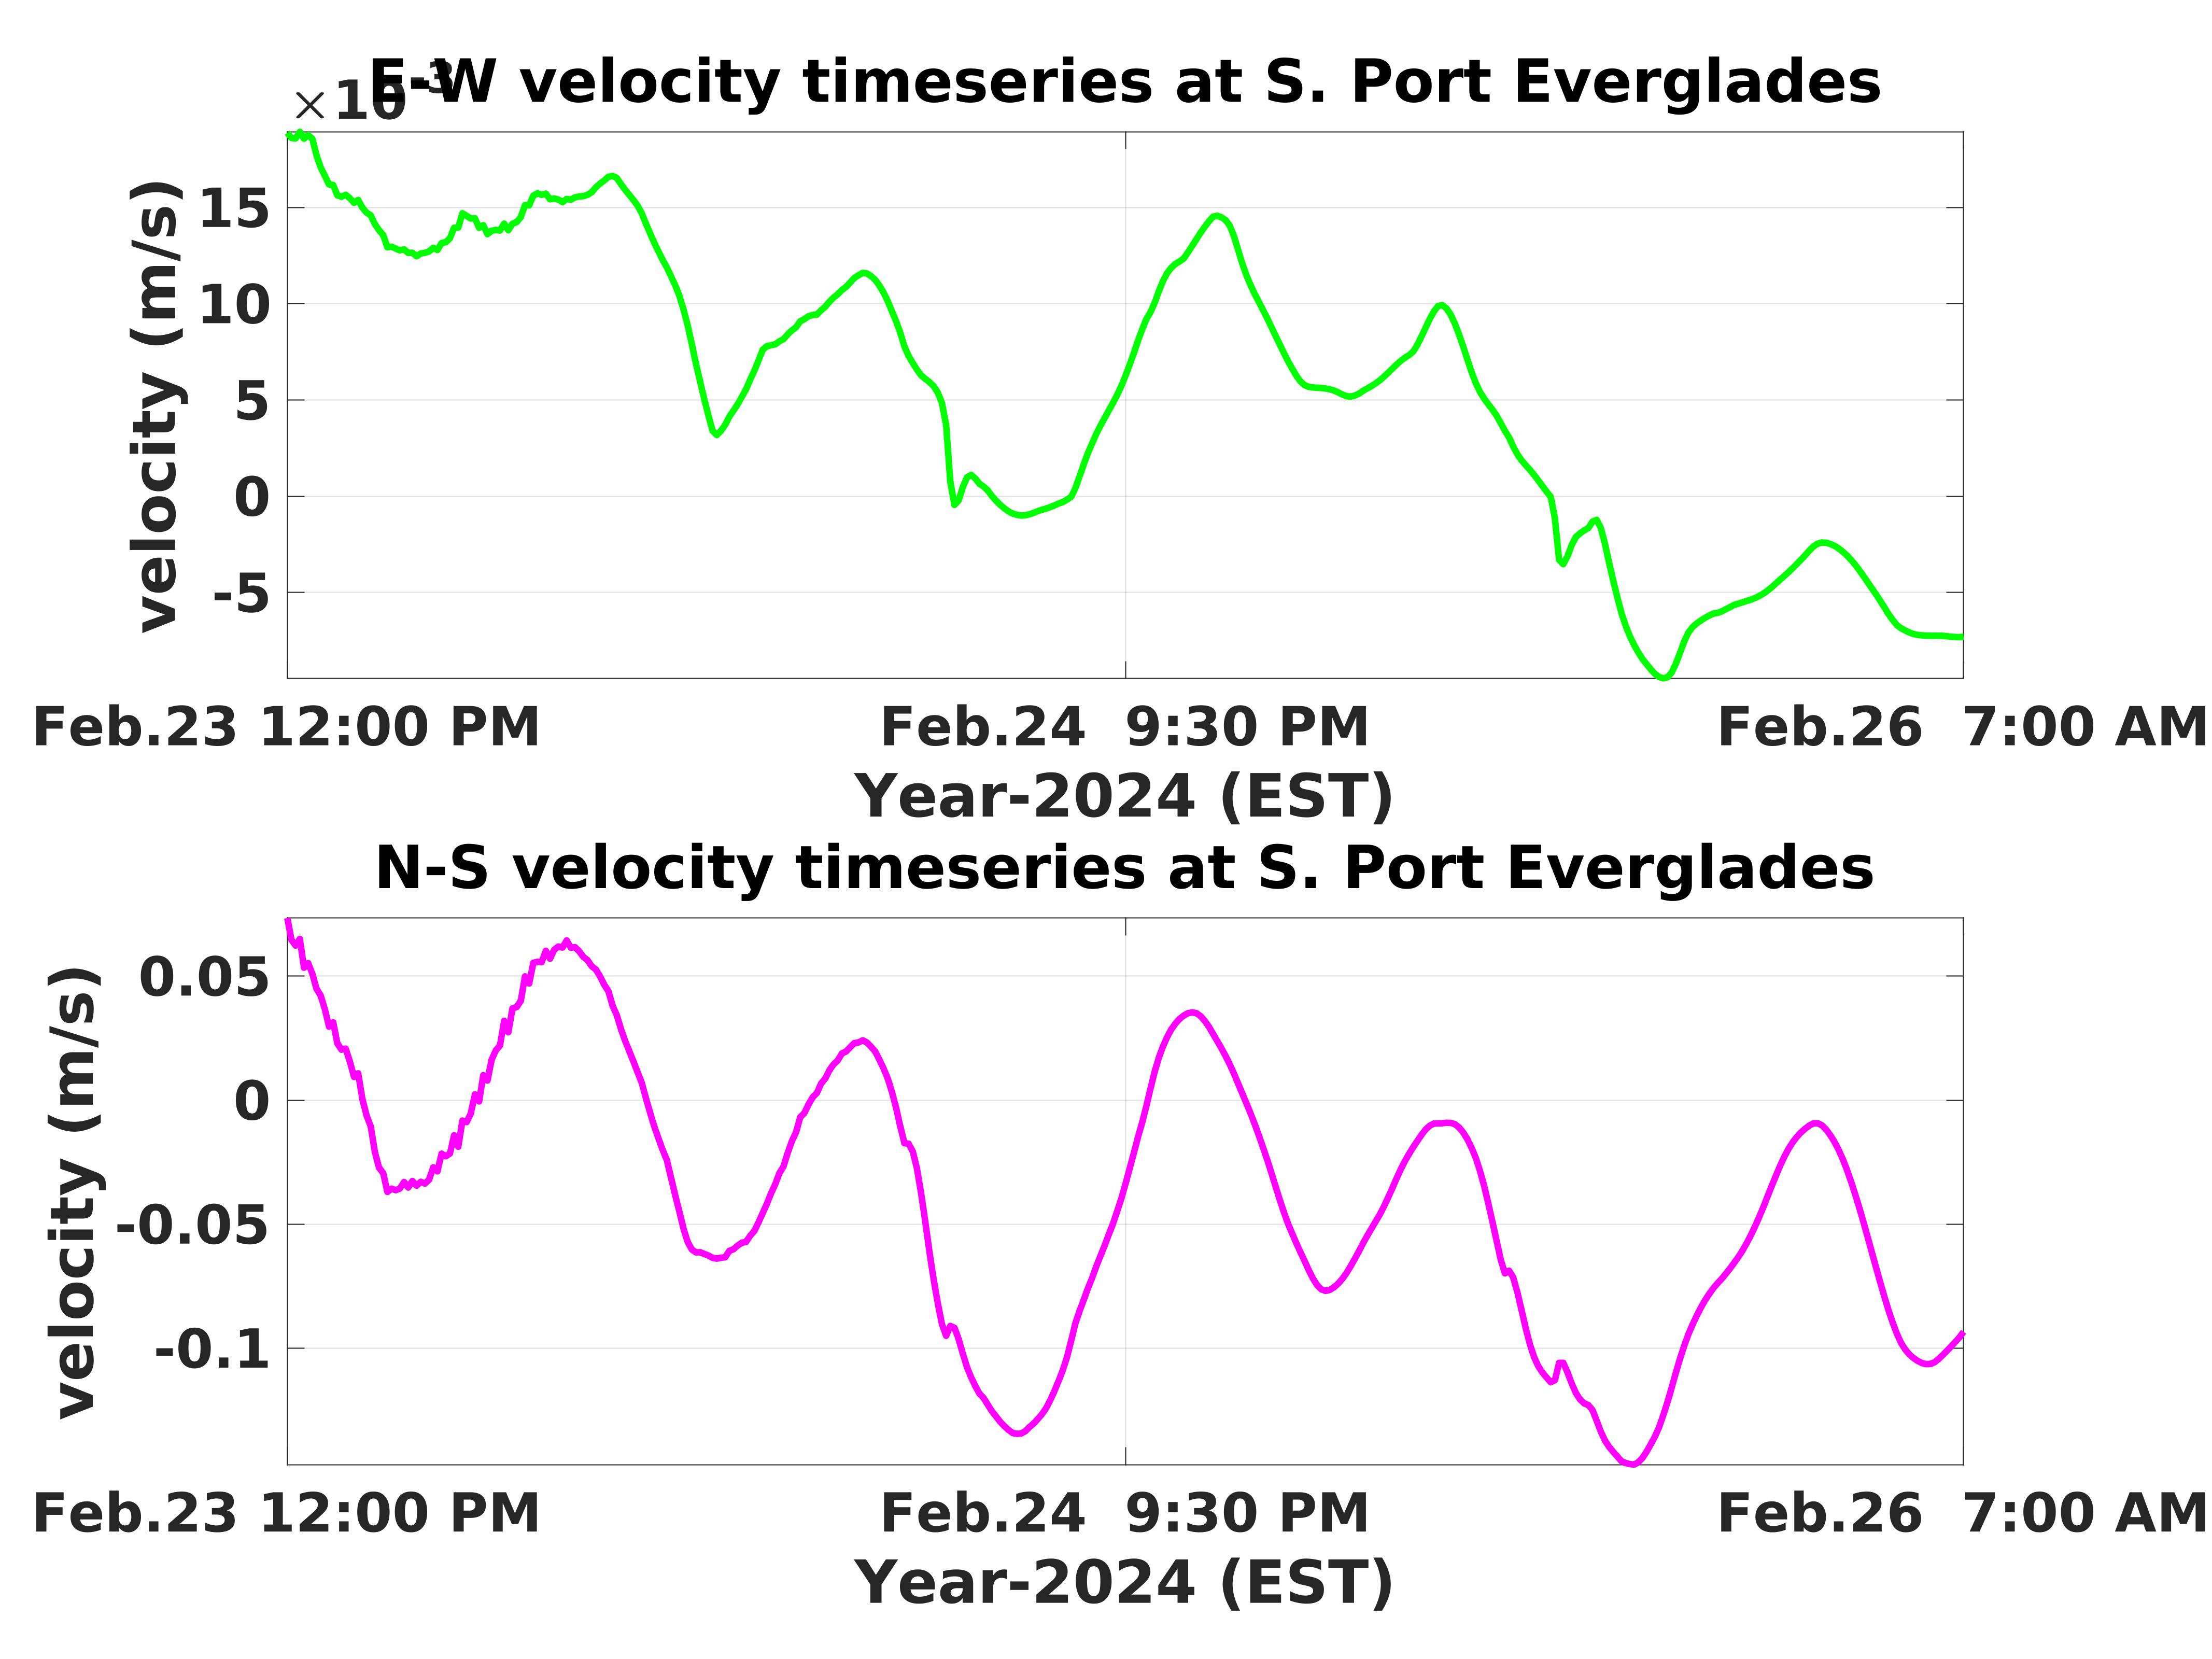 E-W velocity timeseries at S. Port Everglades
×10-3
velocity (m/s)
15
10
5
0
-5
Feb.23 12:00 PM Feb.24 9:30 PM Feb.26 7:00 AM
Year-2024 (EST)
N-S velocity timeseries at S. Port Everglades
velocity (m/s)
0.05
0
-0.05
-0.1
Feb.23 12:00 PM Feb.24 9:30 PM Feb.26 7:00 AM
Year-2024 (EST)